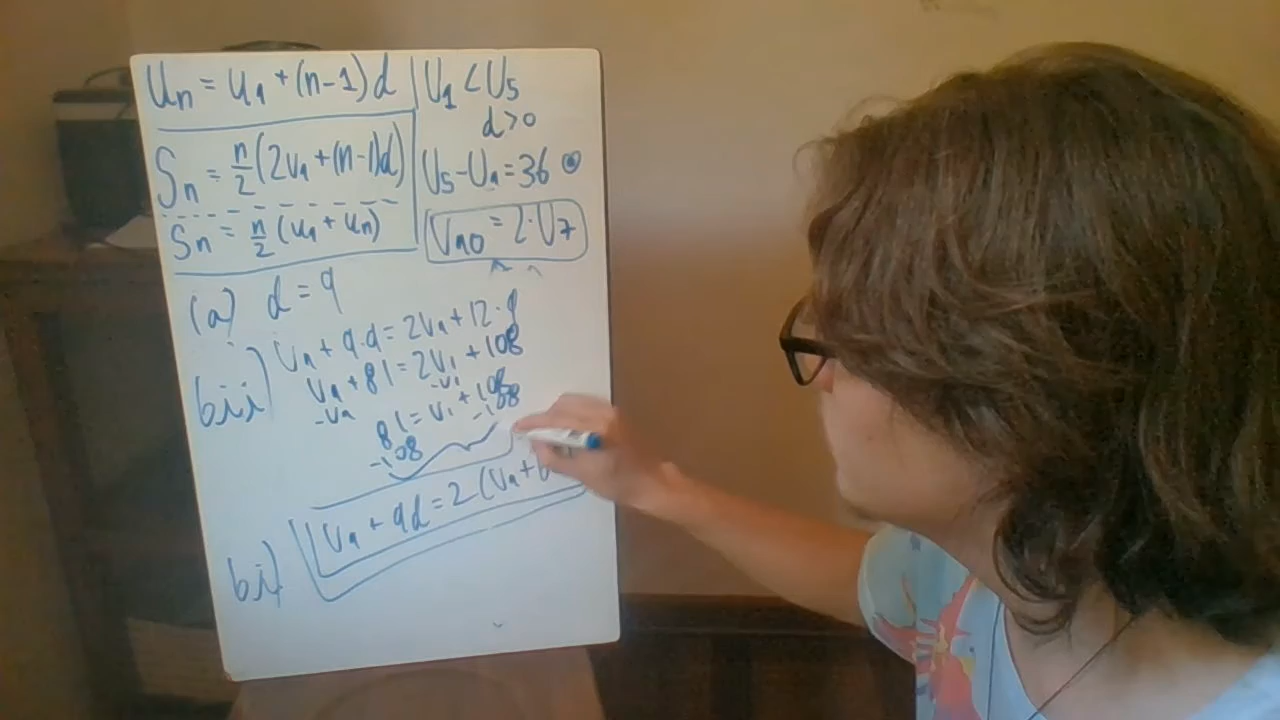 Un = U1 + (n-1)d
Sn = n/2 (2U1 + (n-1)d)
Sn = n/2 (U1 + Un)
U1 < U5
d > 0
U5 - U1 = 36
U10 = 2·U7
(a) d = 9
bii) U1 + 9·d = 2U1 + 12·9
U1 + 81 = 2U1 + 108
-U1 -U1
81 = U1 + 108
-108 -108
bi) U1 + 9d = 2(U1 + 6